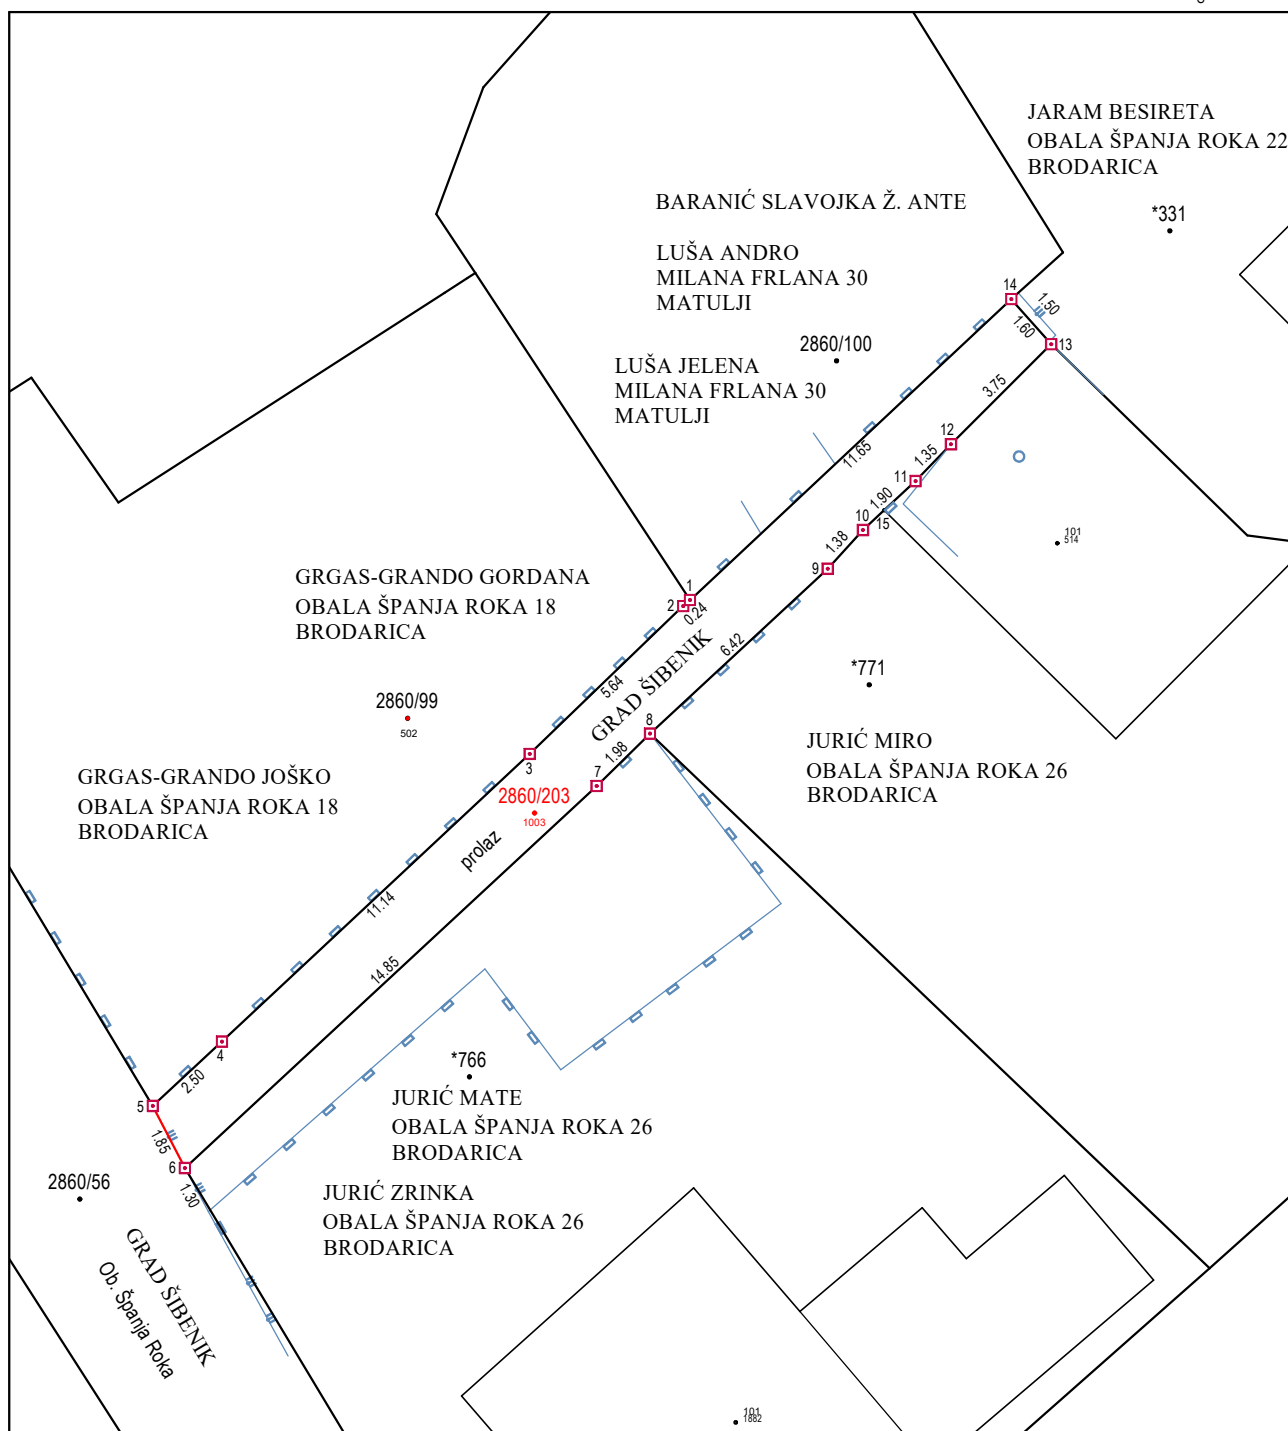 JARAM BESIRETA
OBALA ŠPANJA ROKA 22
BRODARICA
*331
BARANIĆ SLAVOJKA Ž. ANTE
LUŠA ANDRO
MILANA FRLANA 30
MATULJI
2860/100
LUŠA JELENA
MILANA FRLANA 30
MATULJI
14
1.50
1.60
13
3.75
12
1.35
11
1.90
10
15
1.38
9
11.65
101
514
GRGAS-GRANDO GORDANA
OBALA ŠPANJA ROKA 18
BRODARICA
1
2
0.24
5.64
GRAD ŠIBENIK
6.42
*771
2860/99
502
8
1.98
7
3
JURIĆ MIRO
OBALA ŠPANJA ROKA 26
BRODARICA
GRGAS-GRANDO JOŠKO
OBALA ŠPANJA ROKA 18
BRODARICA
2860/203
1003
prolaz
11.14
14.85
4
2.50
5
1.85
6
1.30
*766
JURIĆ MATE
OBALA ŠPANJA ROKA 26
BRODARICA
2860/56
JURIĆ ZRINKA
OBALA ŠPANJA ROKA 26
BRODARICA
GRAD ŠIBENIK
Ob. Španja Roka
101
1882